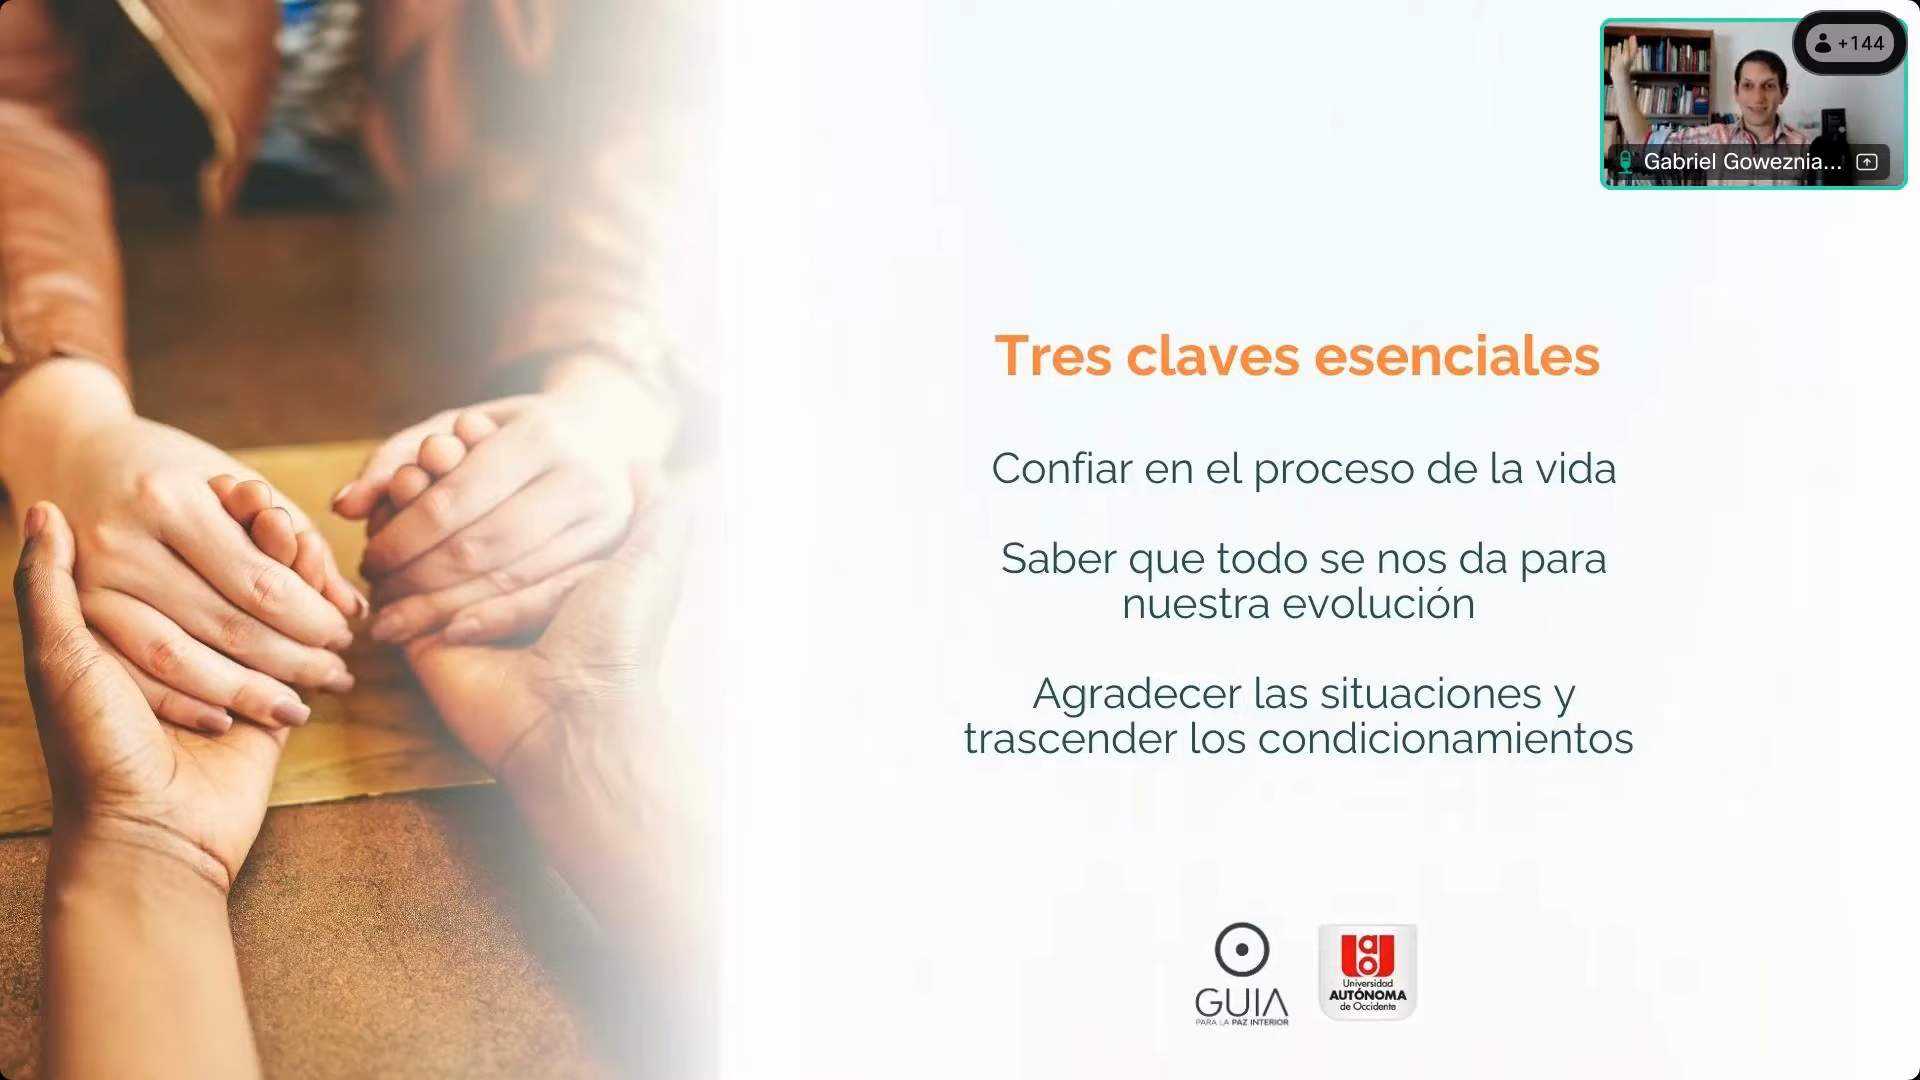 +144
Gabriel Goweznia...
Tres claves esenciales
Confiar en el proceso de la vida
Saber que todo se nos da para
nuestra evolución
Agradecer las situaciones y
trascender los condicionamientos
GUIA
PARA LA PAZ INTERIOR
uao
Universidad
AUTÓNOMA
de Occidente